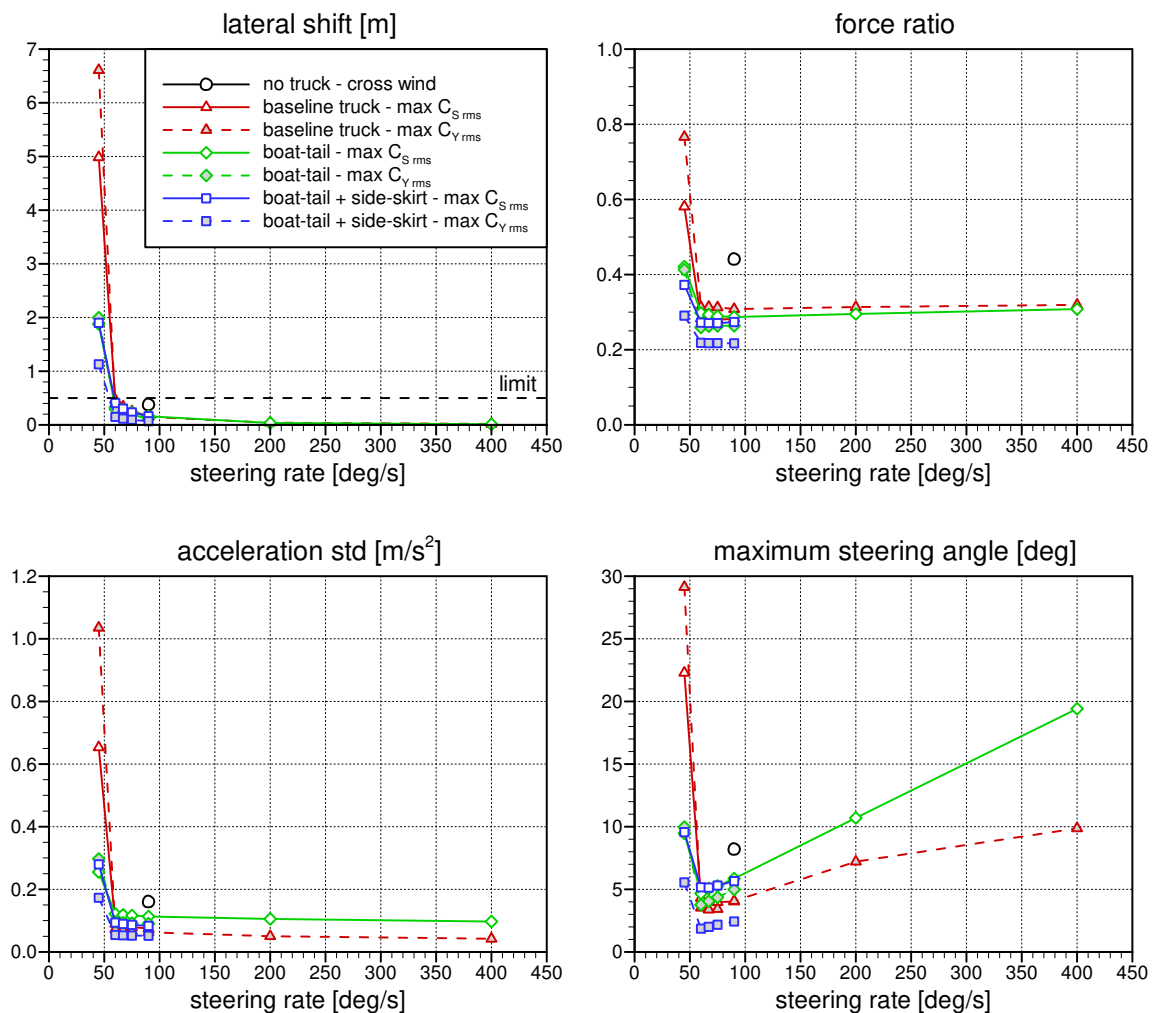 lateral shift [m]
7
6
5
4
3
2
1
0
no truck - cross wind
baseline truck - max C_S rms
baseline truck - max C_Y rms
boat-tail - max C_S rms
boat-tail - max C_Y rms
boat-tail + side-skirt - max C_S rms
boat-tail + side-skirt - max C_Y rms
limit
0 50 100 150 200 250 300 350 400 450
steering rate [deg/s]
force ratio
1.0
0.8
0.6
0.4
0.2
0.0
0 50 100 150 200 250 300 350 400 450
steering rate [deg/s]
acceleration std [m/s²]
1.2
1.0
0.8
0.6
0.4
0.2
0.0
0 50 100 150 200 250 300 350 400 450
steering rate [deg/s]
maximum steering angle [deg]
30
25
20
15
10
5
0
0 50 100 150 200 250 300 350 400 450
steering rate [deg/s]